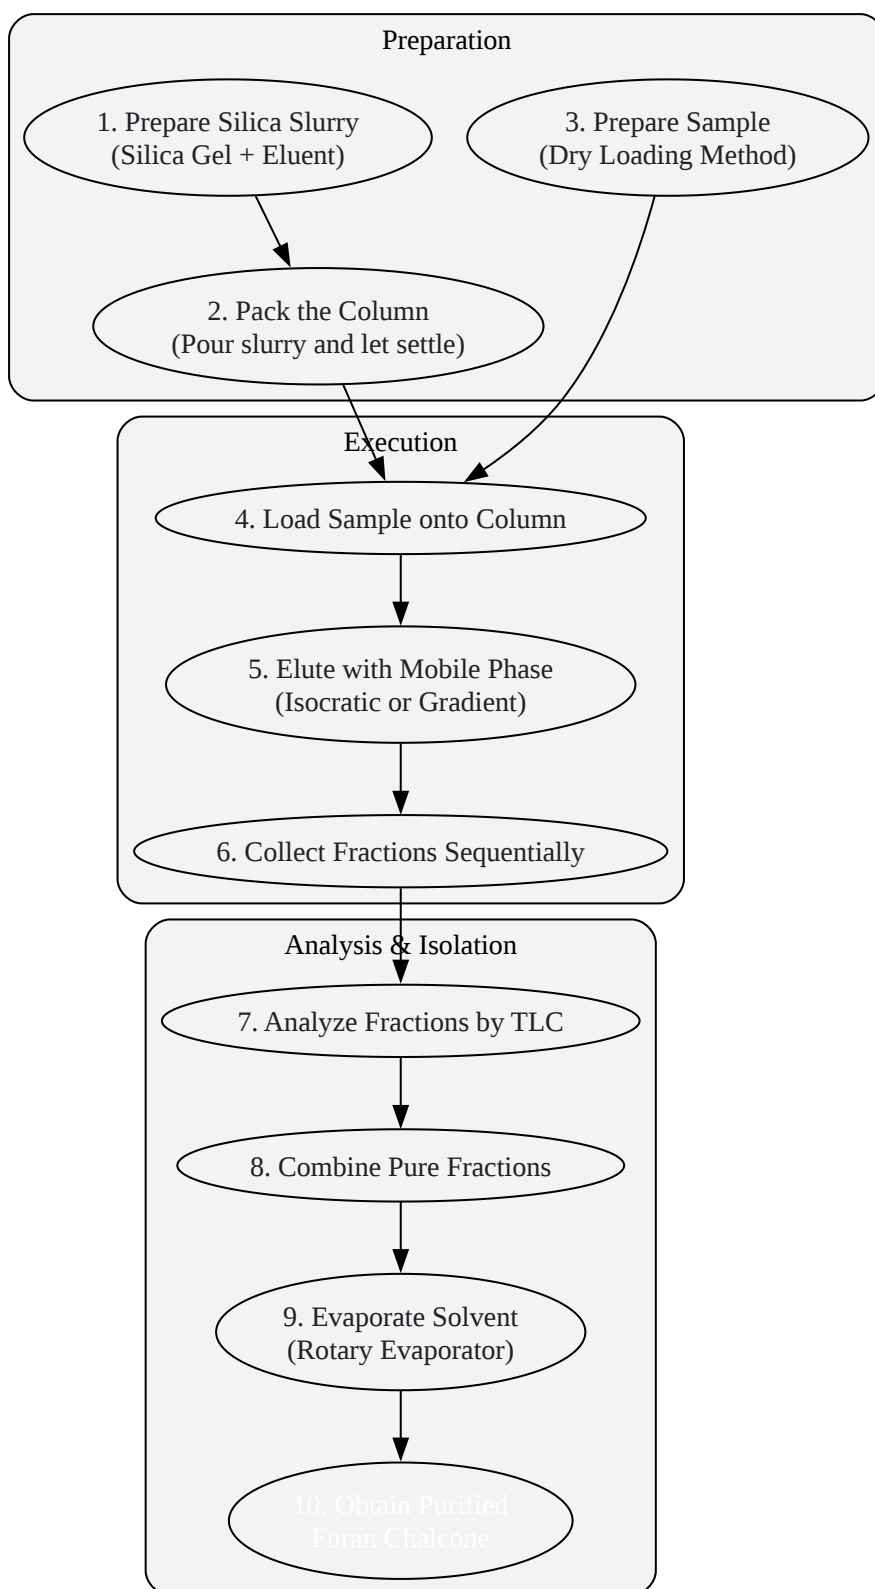 Preparation
1. Prepare Silica Slurry
(Silica Gel + Eluent)
3. Prepare Sample
(Dry Loading Method)
2. Pack the Column
(Pour slurry and let settle)
Execution
4. Load Sample onto Column
5. Elute with Mobile Phase
(Isocratic or Gradient)
6. Collect Fractions Sequentially
Analysis & Isolation
7. Analyze Fractions by TLC
8. Combine Pure Fractions
9. Evaporate Solvent
(Rotary Evaporator)
10. Obtain Purified
Furan Chalcone